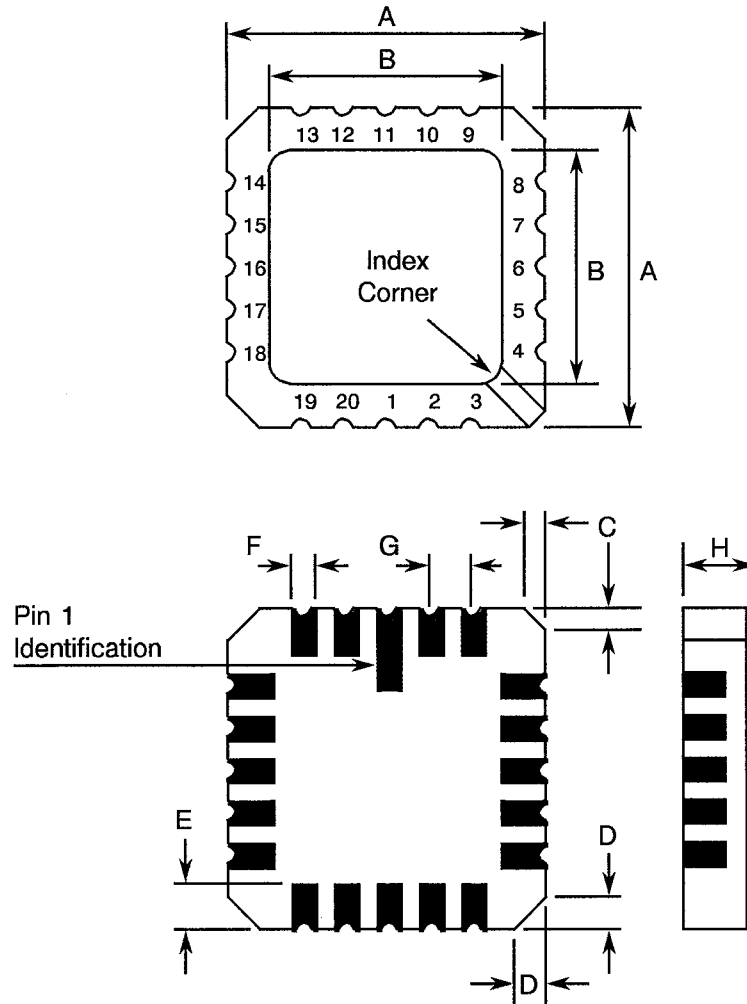 A
B
13 12 11 10 9
14 8
15 7
16 6
17 5
18 4
Index
Corner
B A
19 20 1 2 3
C
F G H
Pin 1
Identification
E
D
D